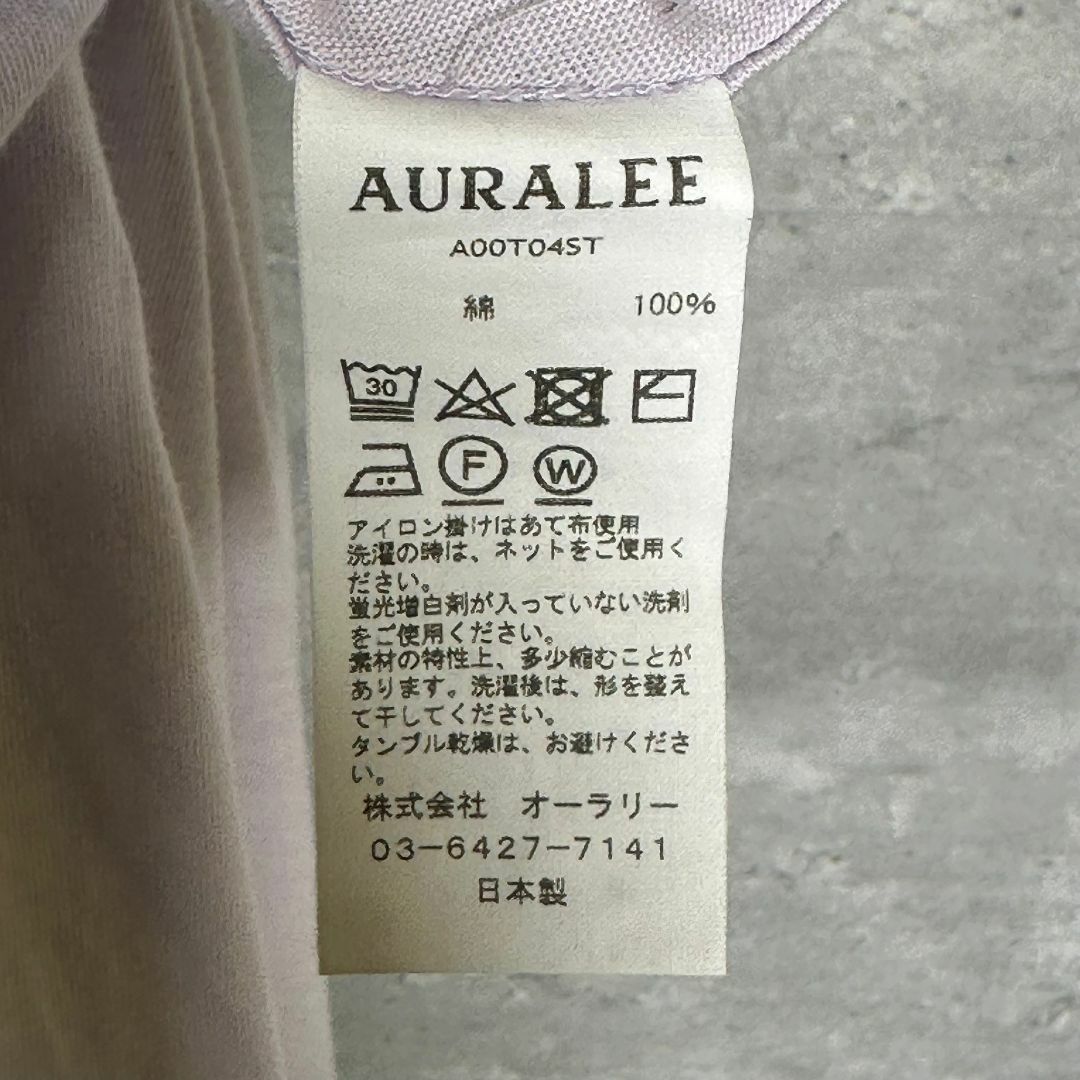 AURALEE
A00T04ST
綿 100%
30
F W
アイロン掛けはあて布使用
洗濯の時は、ネットをご使用く
ださい。
蛍光増白剤が入っていない洗剤
をご使用ください。
素材の特性上、多少縮むことが
あります。洗濯後は、形を整え
て干してください。
タンブル乾燥は、お避けくださ
い。
株式会社 オーラリー
03-6427-7141
日本製